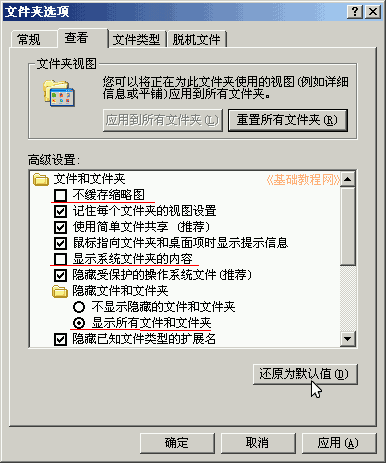 文件夹选项
常规 查看 文件类型 脱机文件
文件夹视图
您可以将正在为此文件夹使用的视图(例如详细
信息或平铺)应用到所有文件夹。
应用到所有文件夹(L) 重置所有文件夹(R)
高级设置:
文件和文件夹 《基础教程网》
不缓存缩略图
记住每个文件夹的视图设置
使用简单文件共享 (推荐)
鼠标指向文件夹和桌面项时显示提示信息
显示系统文件夹的内容
隐藏受保护的操作系统文件(推荐)
隐藏文件和文件夹
不显示隐藏的文件和文件夹
显示所有文件和文件夹
隐藏已知文件类型的扩展名
还原为默认值(D)
确定 取消 应用(A)